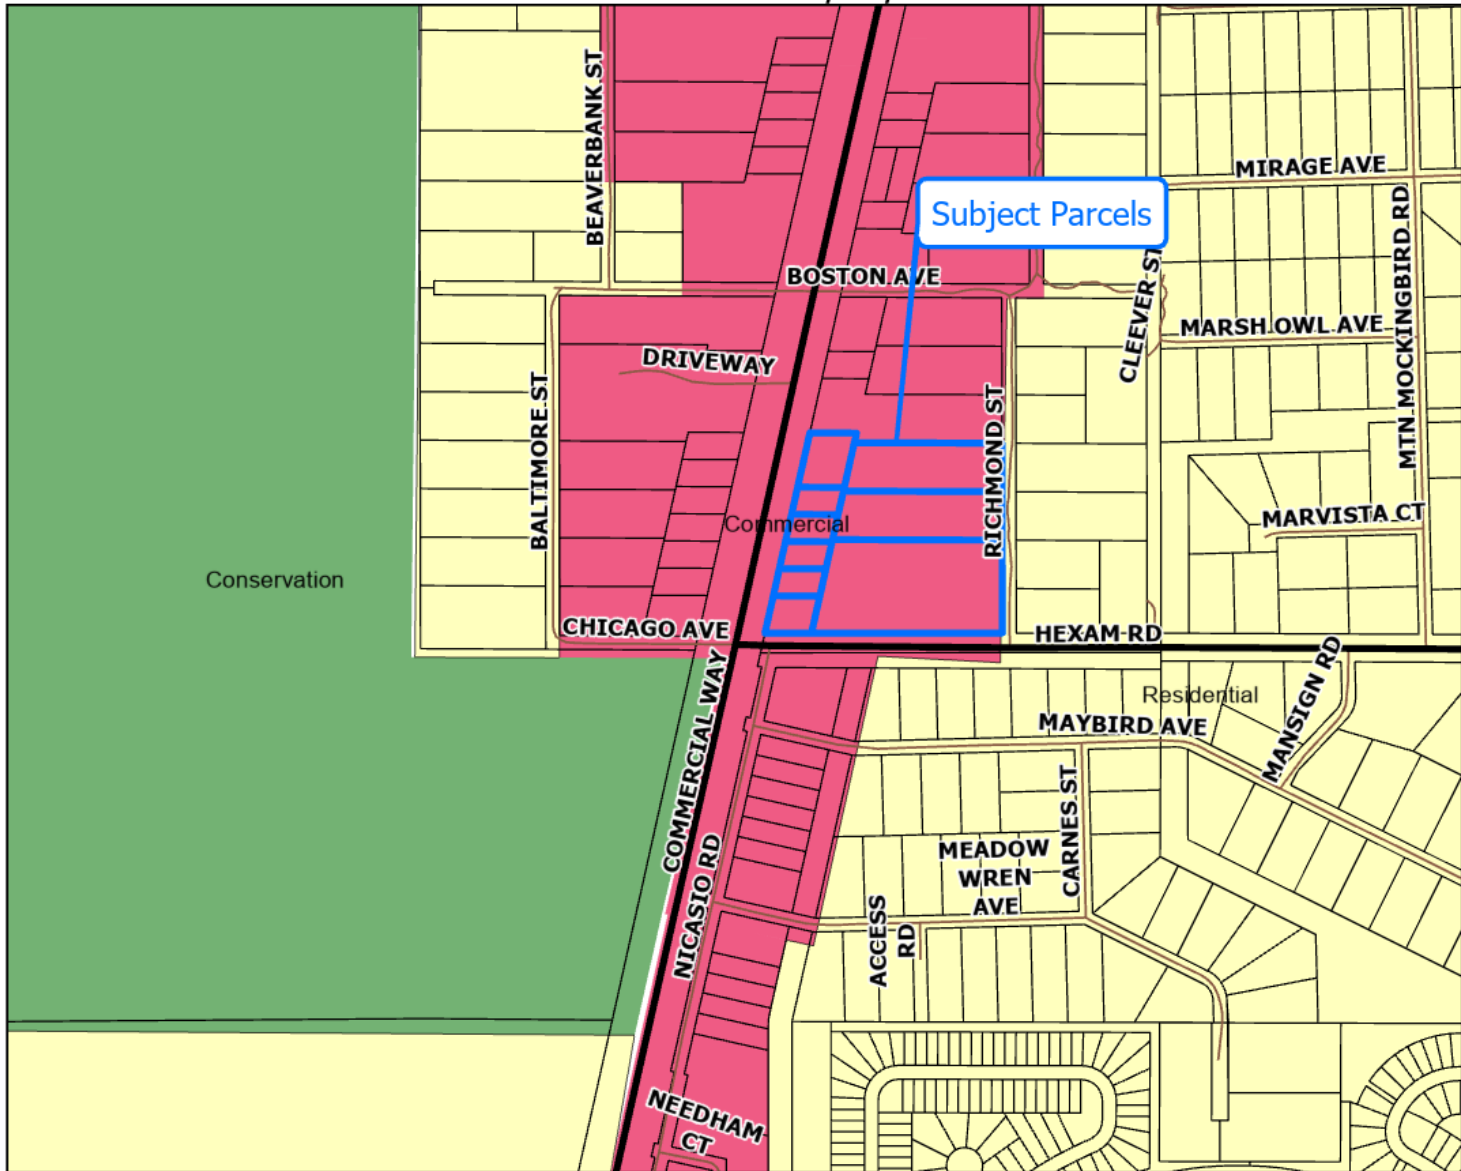 BEAVERBANK ST
MIRAGE AVE
Subject Parcels
MTN MOCKINGBIRD RD
BOSTON AVE
CLEEVER ST
MARSH OWL AVE
DRIVEWAY
BALTIMORE ST
RICHMOND ST
Commercial
MARVISTA CT
Conservation
CHICAGO AVE
HEXAM RD
COMMERCIAL WAY
Residential
MANSIGN RD
MAYBIRD AVE
CARNES ST
NICASIO RD
MEADOW
WREN
AVE
ACCESS
RD
NEEDHAM
CT